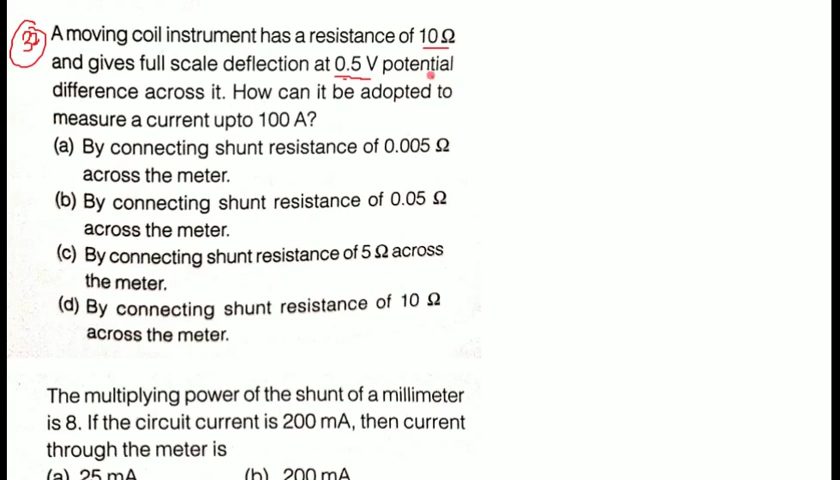 A moving coil instrument has a resistance of 10 Ω
and gives full scale deflection at 0.5 V potential
difference across it. How can it be adopted to
measure a current upto 100 A?
(a) By connecting shunt resistance of 0.005 Ω
across the meter.
(b) By connecting shunt resistance of 0.05 Ω
across the meter.
(c) By connecting shunt resistance of 5 Ω across
the meter.
(d) By connecting shunt resistance of 10 Ω
across the meter.
The multiplying power of the shunt of a millimeter
is 8. If the circuit current is 200 mA, then current
through the meter is
(a) 25 mA (b) 200 mA